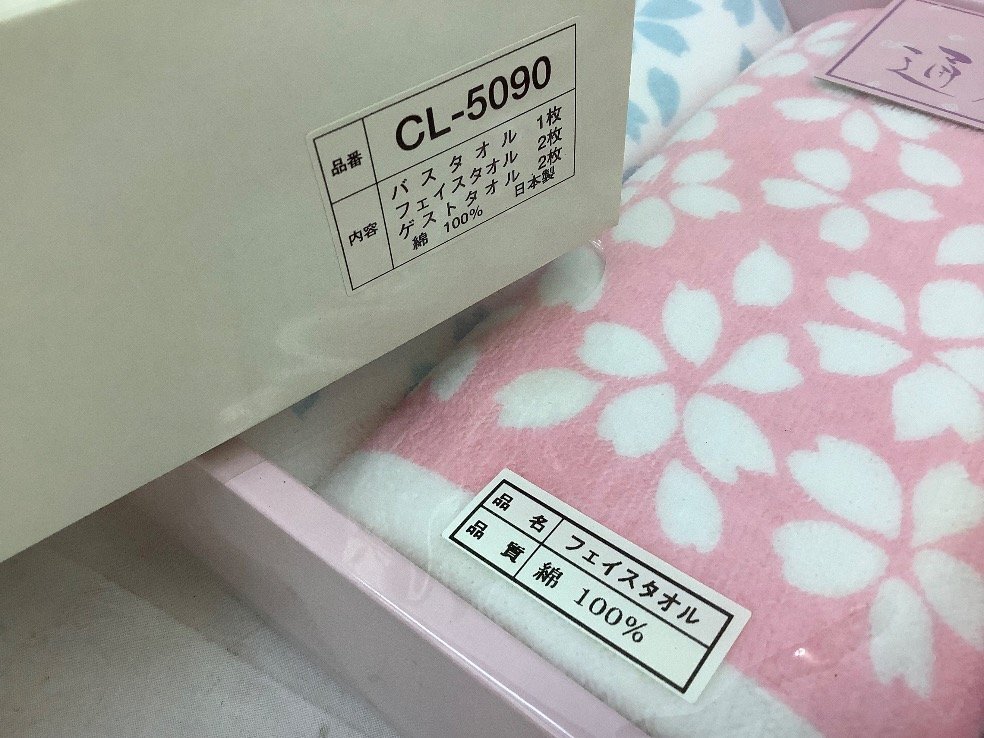 品番 CL-5090
内容 バスタオル 1枚
フェイスタオル 2枚
ゲストタオル 2枚
綿 100% 日本製
通
品名 フェイスタオル
品質 綿 100%